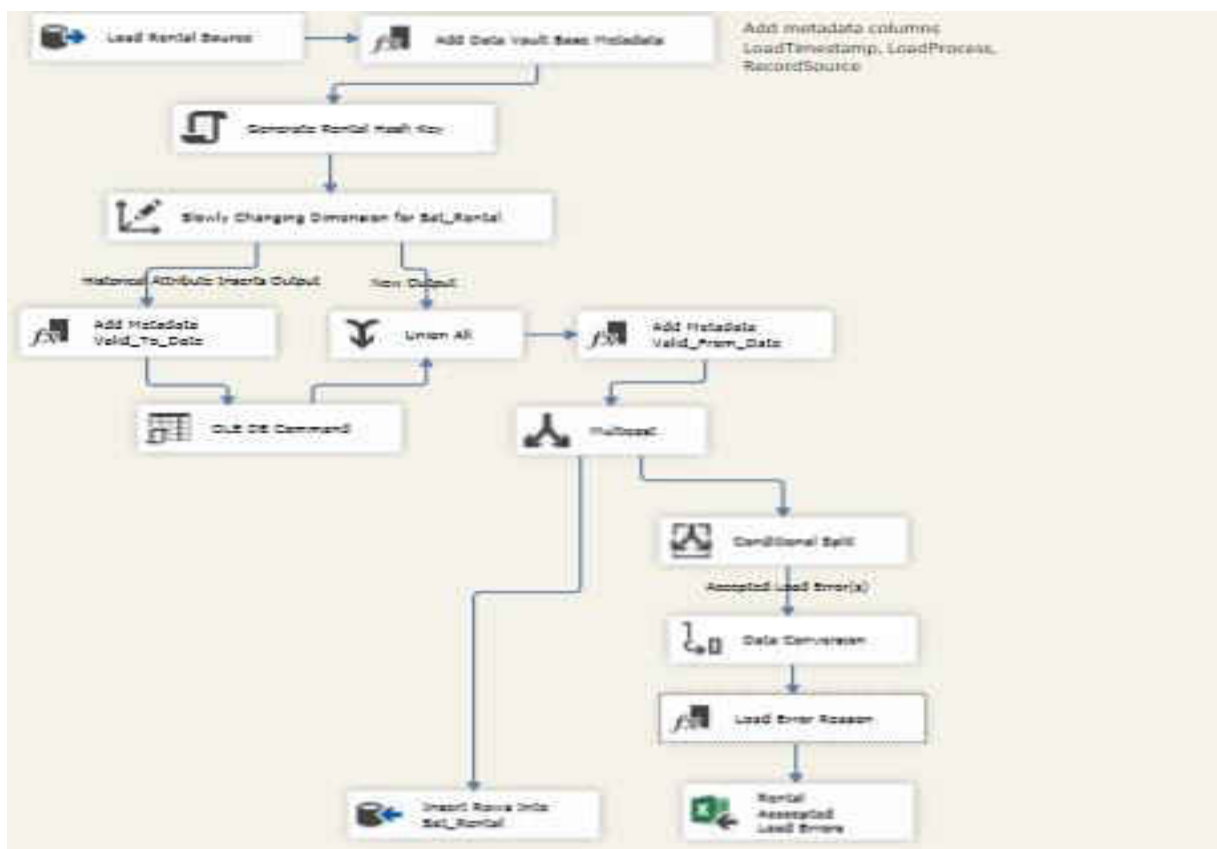 Load Rental Source
Add Data Vault Base Metadata
Add metadata columns
LoadTimestamp, LoadProcess,
RecordSource
Generate Rental Hash Key
Slowly Changing Dimension for Sat_Rental
Historical Attribute Inserts Output
New Output
Add Metadata
Valid_To_Date
Union All
Add Metadata
Valid_From_Date
OLE DB Command
Multicast
Conditional Split
Accepted Load Error(s)
Data Conversion
Load Error Reason
Insert Rows Into
Sat_Rental
Rental
Accepted
Load Errors